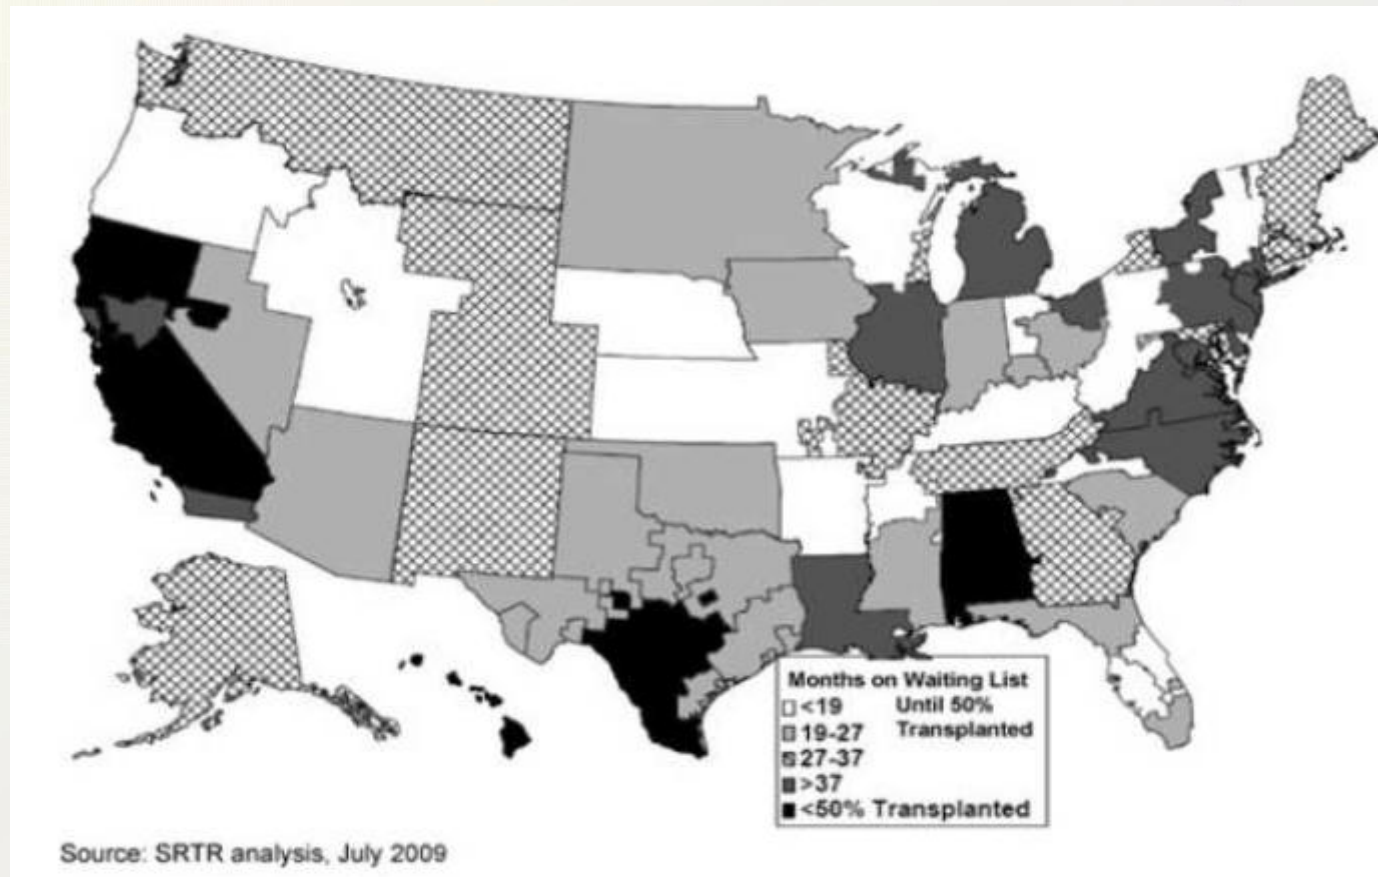 Months on Waiting List
<19 Until 50%
19-27 Transplanted
27-37
>37
<50% Transplanted
Source: SRTR analysis, July 2009